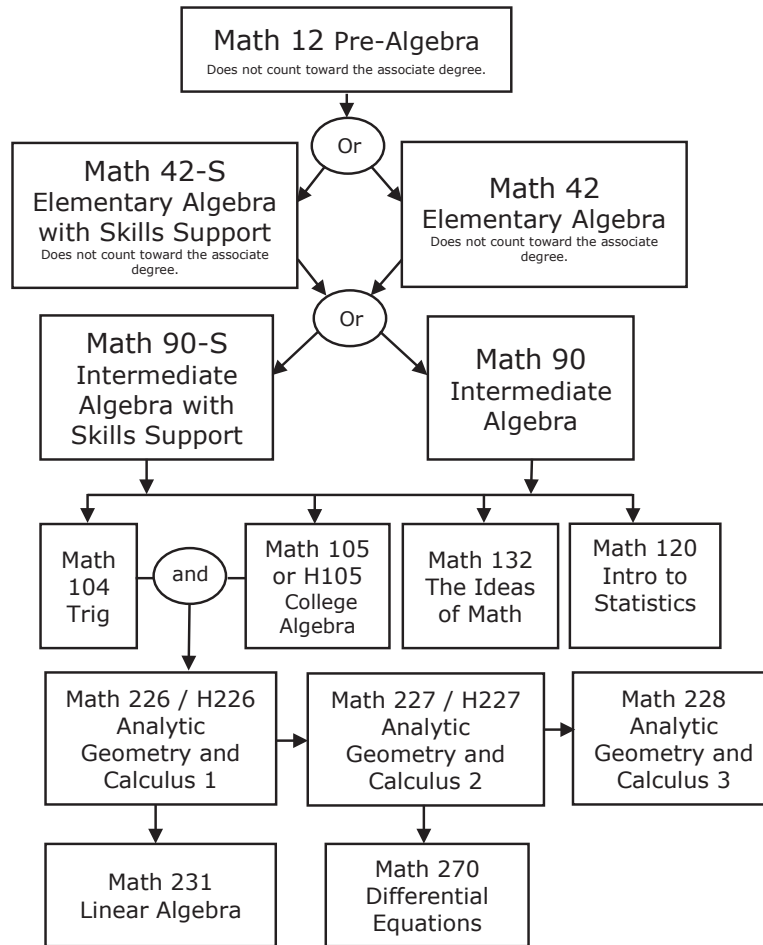 Math 12 Pre-Algebra
Does not count toward the associate degree.
Or
Math 42-S
Elementary Algebra
with Skills Support
Does not count toward the associate
degree.
Math 42
Elementary Algebra
Does not count toward the associate
degree.
Or
Math 90-S
Intermediate
Algebra with
Skills Support
Math 90
Intermediate
Algebra
Math
104
Trig
and
Math 105
or H105
College
Algebra
Math 132
The Ideas
of Math
Math 120
Intro to
Statistics
Math 226 / H226
Analytic
Geometry and
Calculus 1
Math 227 / H227
Analytic
Geometry and
Calculus 2
Math 228
Analytic
Geometry and
Calculus 3
Math 231
Linear Algebra
Math 270
Differential
Equations